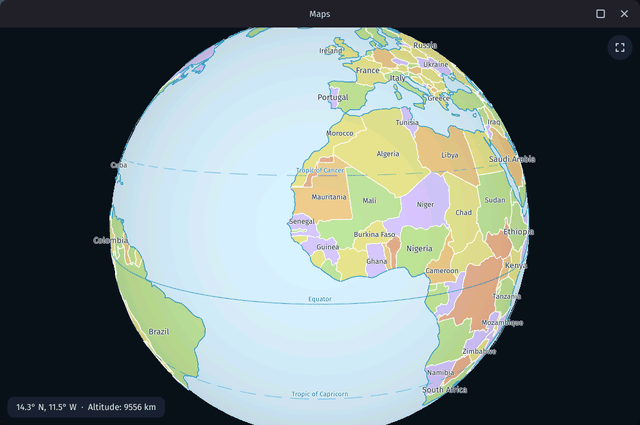 Maps
Ireland
Russia
Ukraine
France
Italy
Portugal
Greece
Tunisia
Iraq
Morocco
Algeria
Libya
Saudi Arabia
Cuba
Tropic of Cancer
Mauritania
Mali
Niger
Chad
Sudan
Senegal
Burkina Faso
Ethiopia
Colombia
Guinea
Nigeria
Ghana
Cameroon
Kenya
Equator
Tanzania
Brazil
Mozambique
Zimbabwe
Namibia
South Africa
Tropic of Capricorn
14.3° N, 11.5° W · Altitude: 9556 km